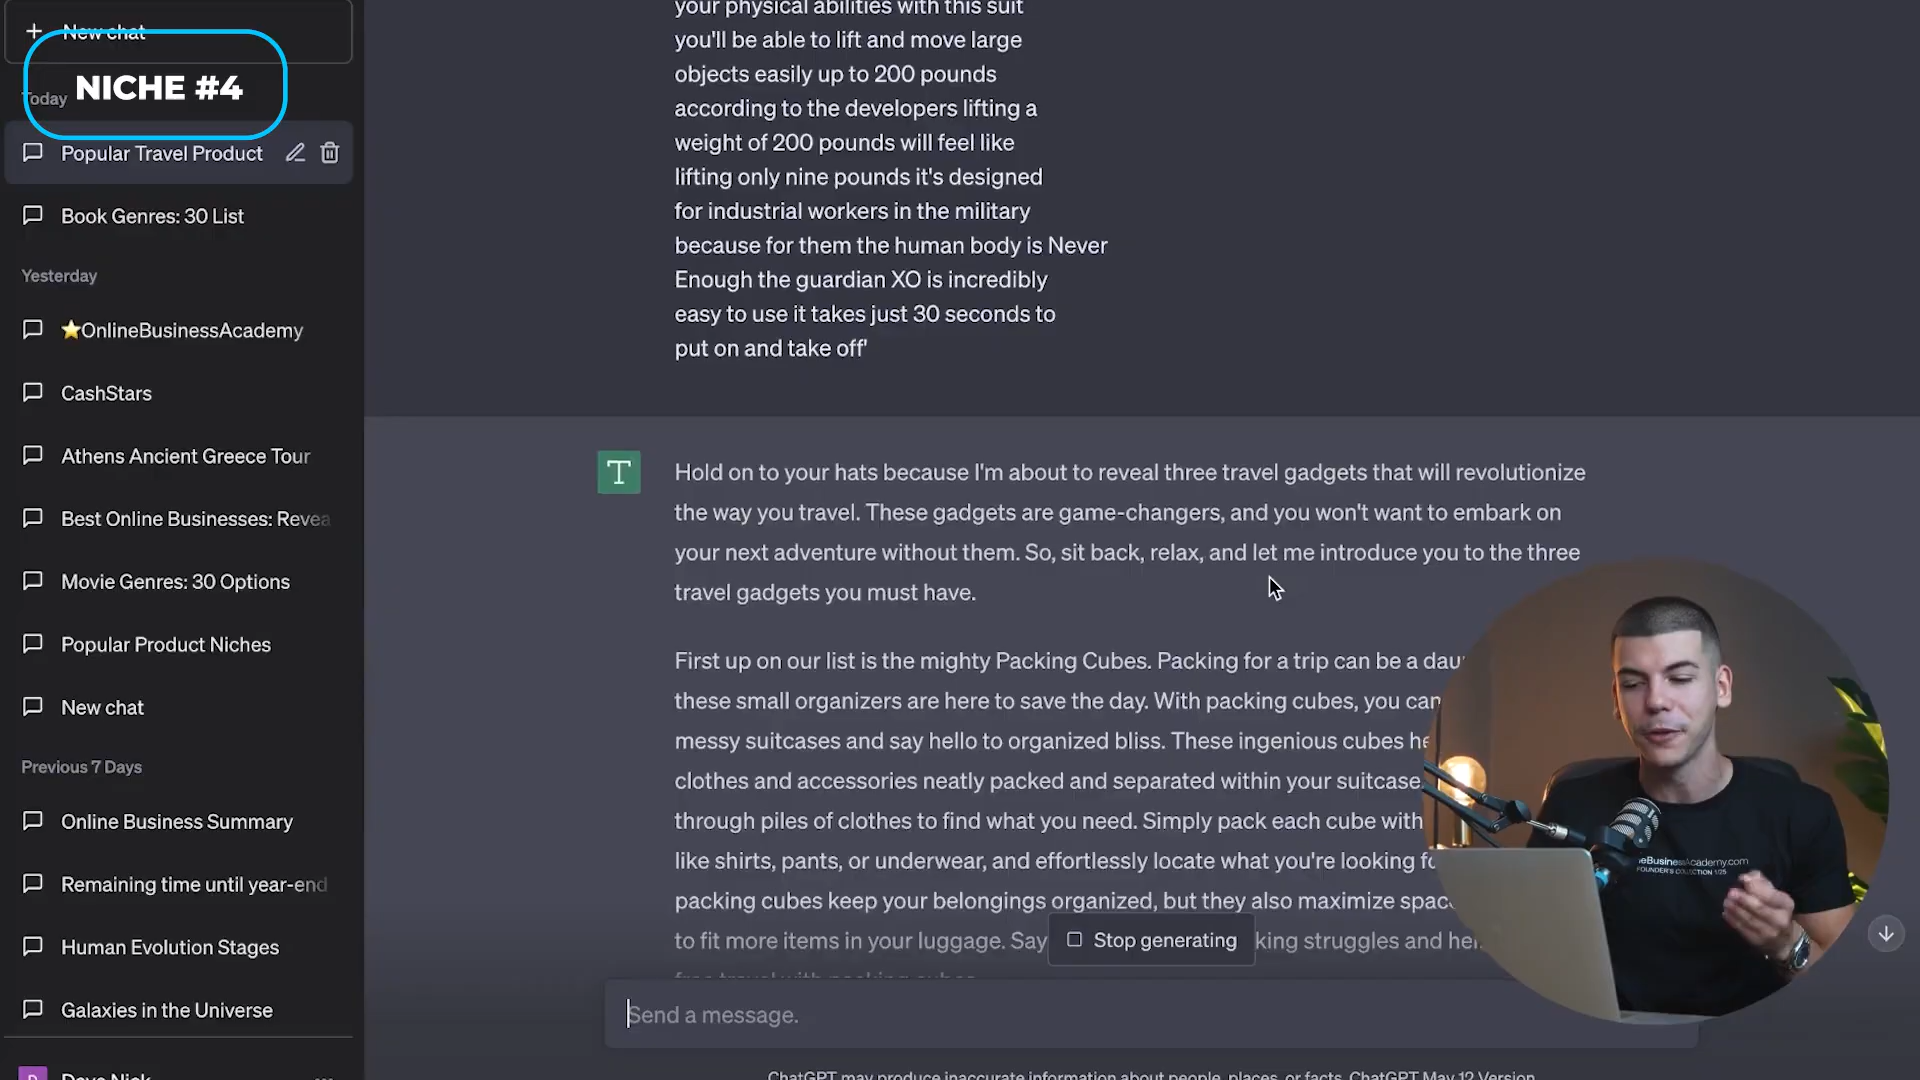 New chat
NICHE #4
Today
Popular Travel Product
Book Genres: 30 List
Yesterday
⭐OnlineBusinessAcademy
CashStars
Athens Ancient Greece Tour
Best Online Businesses: Revea
Movie Genres: 30 Options
Popular Product Niches
New chat
Previous 7 Days
Online Business Summary
Remaining time until year-end
Human Evolution Stages
Galaxies in the Universe
Dave Nick
your physical abilities with this suit
you'll be able to lift and move large
objects easily up to 200 pounds
according to the developers lifting a
weight of 200 pounds will feel like
lifting only nine pounds it's designed
for industrial workers in the military
because for them the human body is Never
Enough the guardian XO is incredibly
easy to use it takes just 30 seconds to
put on and take off'
T
Hold on to your hats because I'm about to reveal three travel gadgets that will revolutionize
the way you travel. These gadgets are game-changers, and you won't want to embark on
your next adventure without them. So, sit back, relax, and let me introduce you to the three
travel gadgets you must have.
First up on our list is the mighty Packing Cubes. Packing for a trip can be a dau
these small organizers are here to save the day. With packing cubes, you can
messy suitcases and say hello to organized bliss. These ingenious cubes he
clothes and accessories neatly packed and separated within your suitcase
through piles of clothes to find what you need. Simply pack each cube with
like shirts, pants, or underwear, and effortlessly locate what you're looking fo
packing cubes keep your belongings organized, but they also maximize spac
to fit more items in your luggage. Say king struggles and hel
free travel with packing cubes.
Stop generating
Send a message.
ChatGPT may produce inaccurate information about people, places, or facts. ChatGPT May 12 Version
eBusinessAcademy.com
FOUNDER'S COLLECTION 1/25